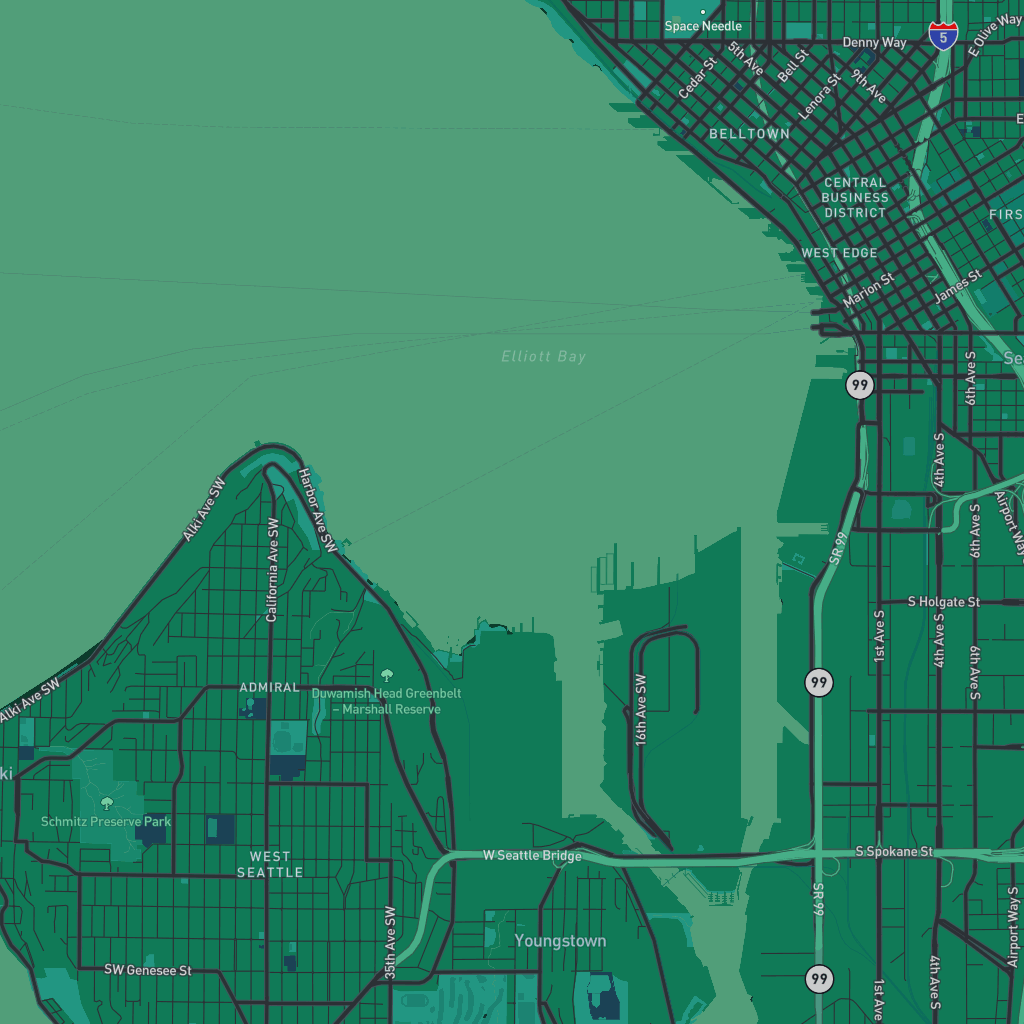 Space Needle
5
E Olive Way
Denny Way
5th Ave
Bell St
Cedar St
Lenora St
9th Ave
BELLTOWN
E
CENTRAL
BUSINESS
DISTRICT
FIRS
WEST EDGE
Marion St
James St
Elliott Bay
Sea
6th Ave S
99
4th Ave S
Alki Ave SW
Harbor Ave SW
California Ave SW
6th Ave S
Airport Way
SR 99
S Holgate St
1st Ave S
4th Ave S
6th Ave S
99
ADMIRAL
Duwamish Head Greenbelt
– Marshall Reserve
Alki Ave SW
16th Ave SW
ki
Schmitz Preserve Park
WEST
SEATTLE
W Seattle Bridge
S Spokane St
SR 99
35th Ave SW
Youngstown
Airport Way S
SW Genesee St
99
1st Ave
4th Ave S